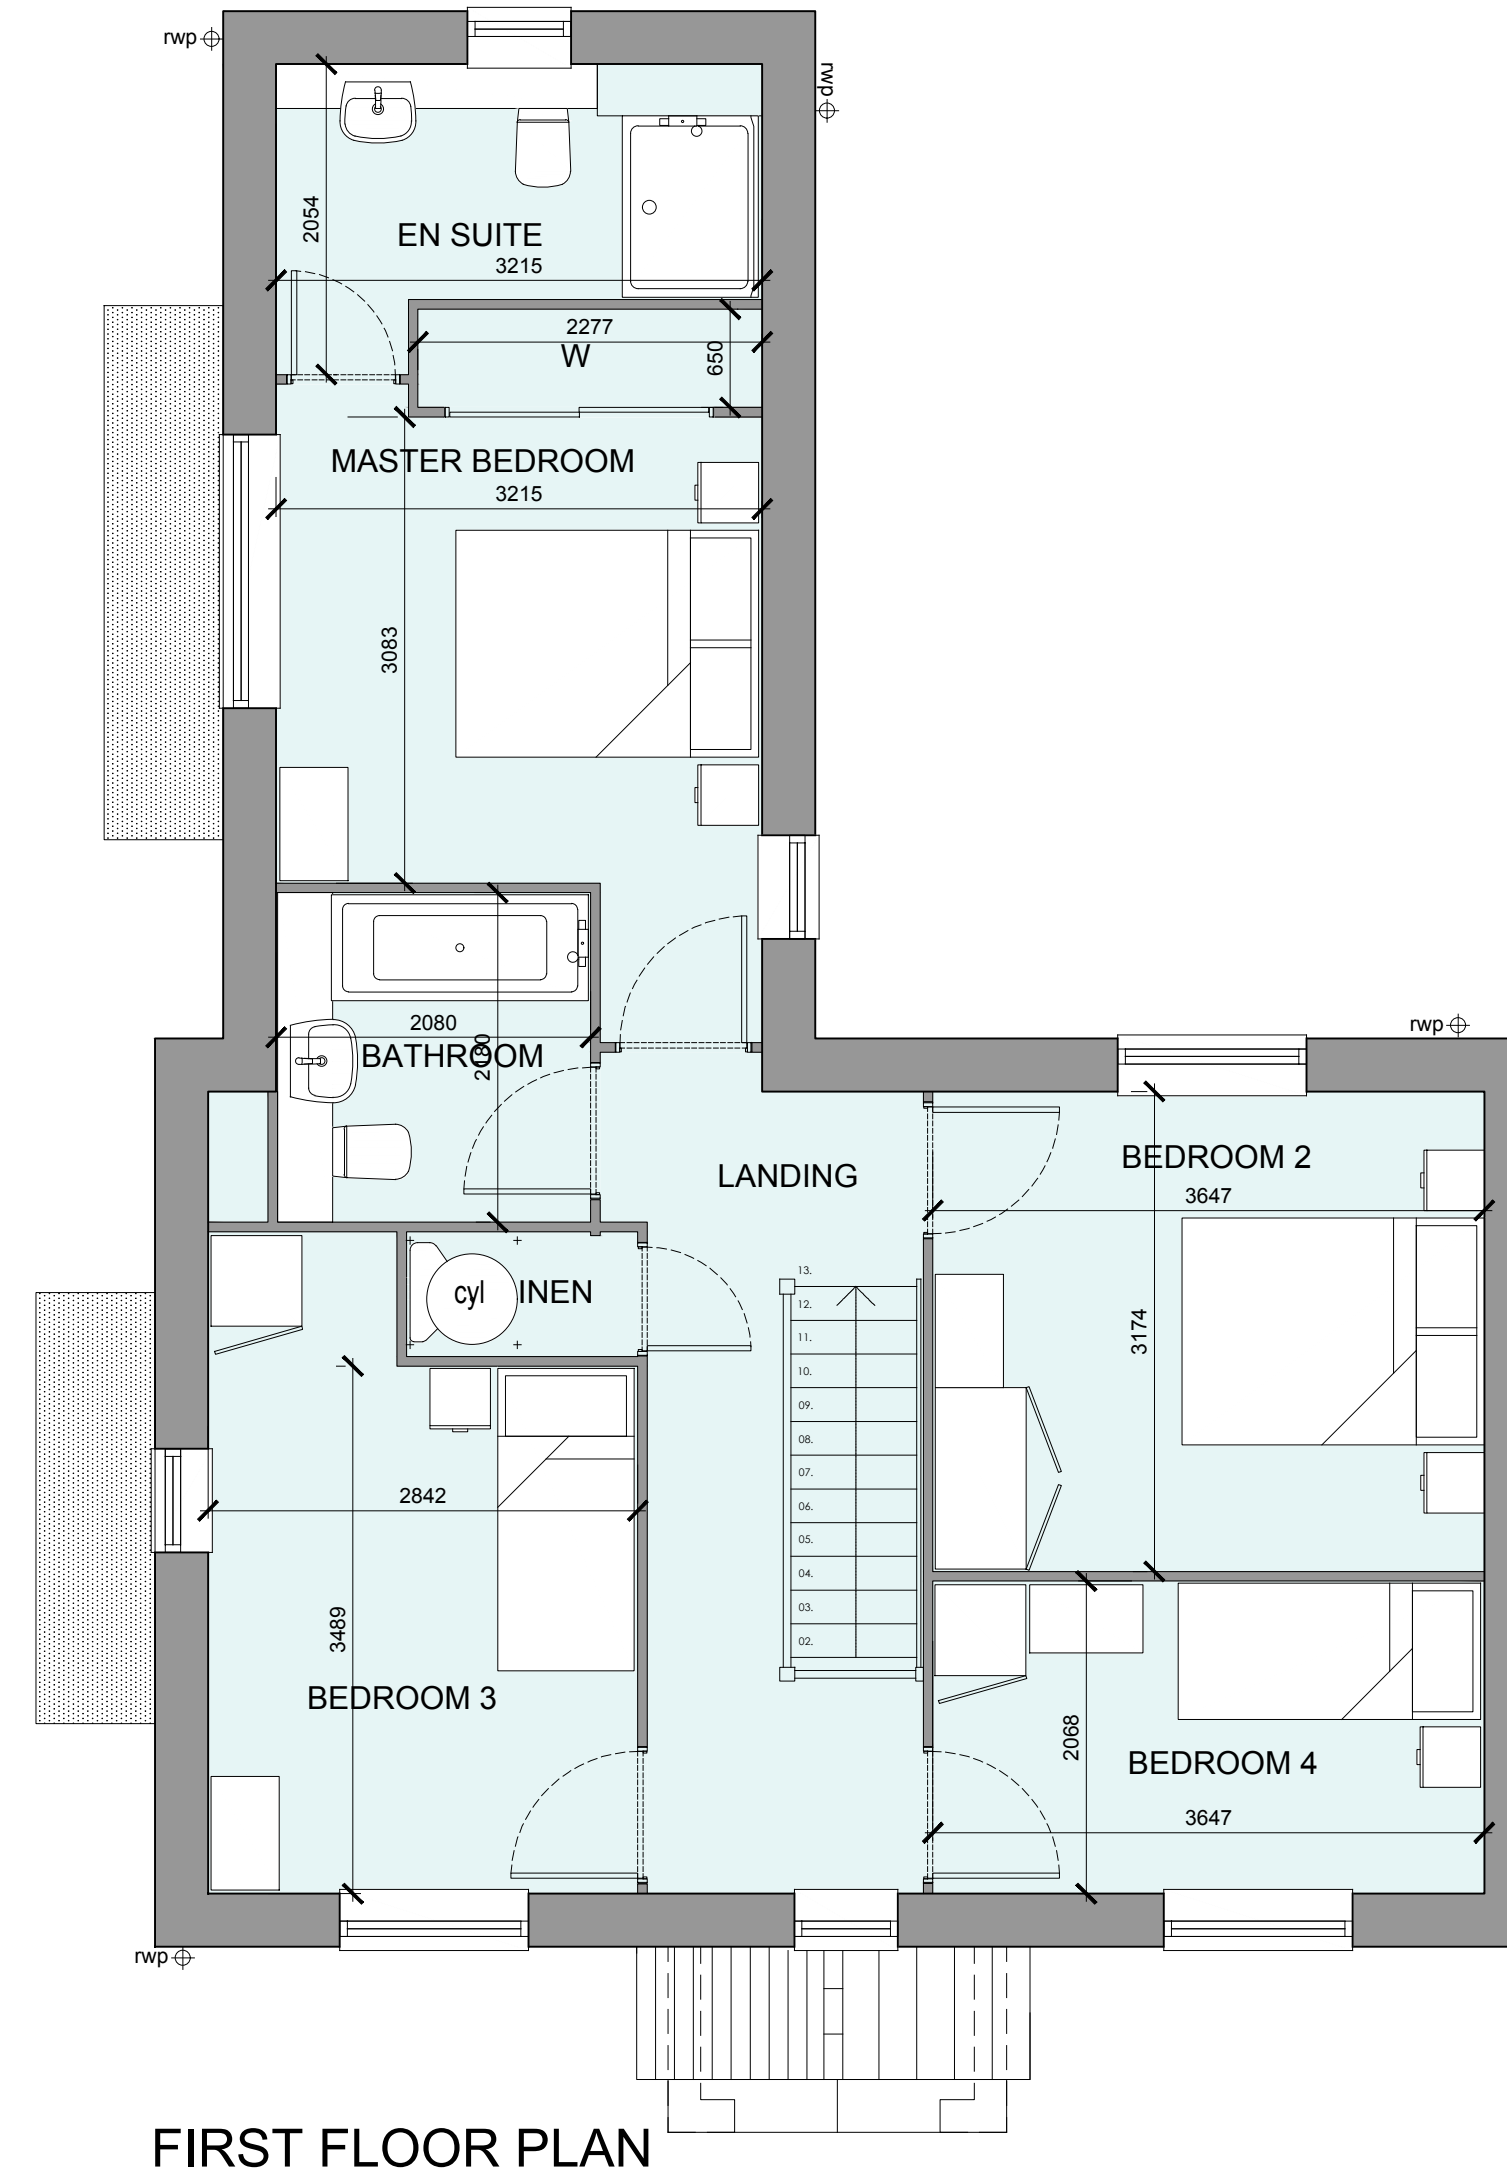 rwp
rwp
2054
EN SUITE
3215
2277
W
650
MASTER BEDROOM
3215
3083
rwp
2080
BATHROOM
2180
BEDROOM 2
LANDING
3647
13.
cyl INEN
12.
11.
3174
10.
09.
08.
07.
2842
06.
05.
04.
03.
3489
02.
BEDROOM 3
2068
BEDROOM 4
3647
rwp
FIRST FLOOR PLAN